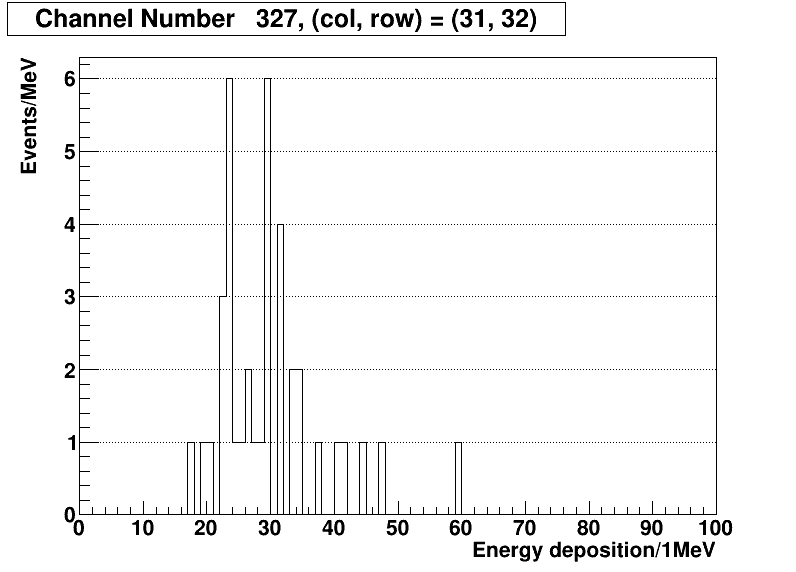 Channel Number 327, (col, row) = (31, 32)
Events/MeV
6
5
4
3
2
1
0
0 10 20 30 40 50 60 70 80 90 100
Energy deposition/1MeV